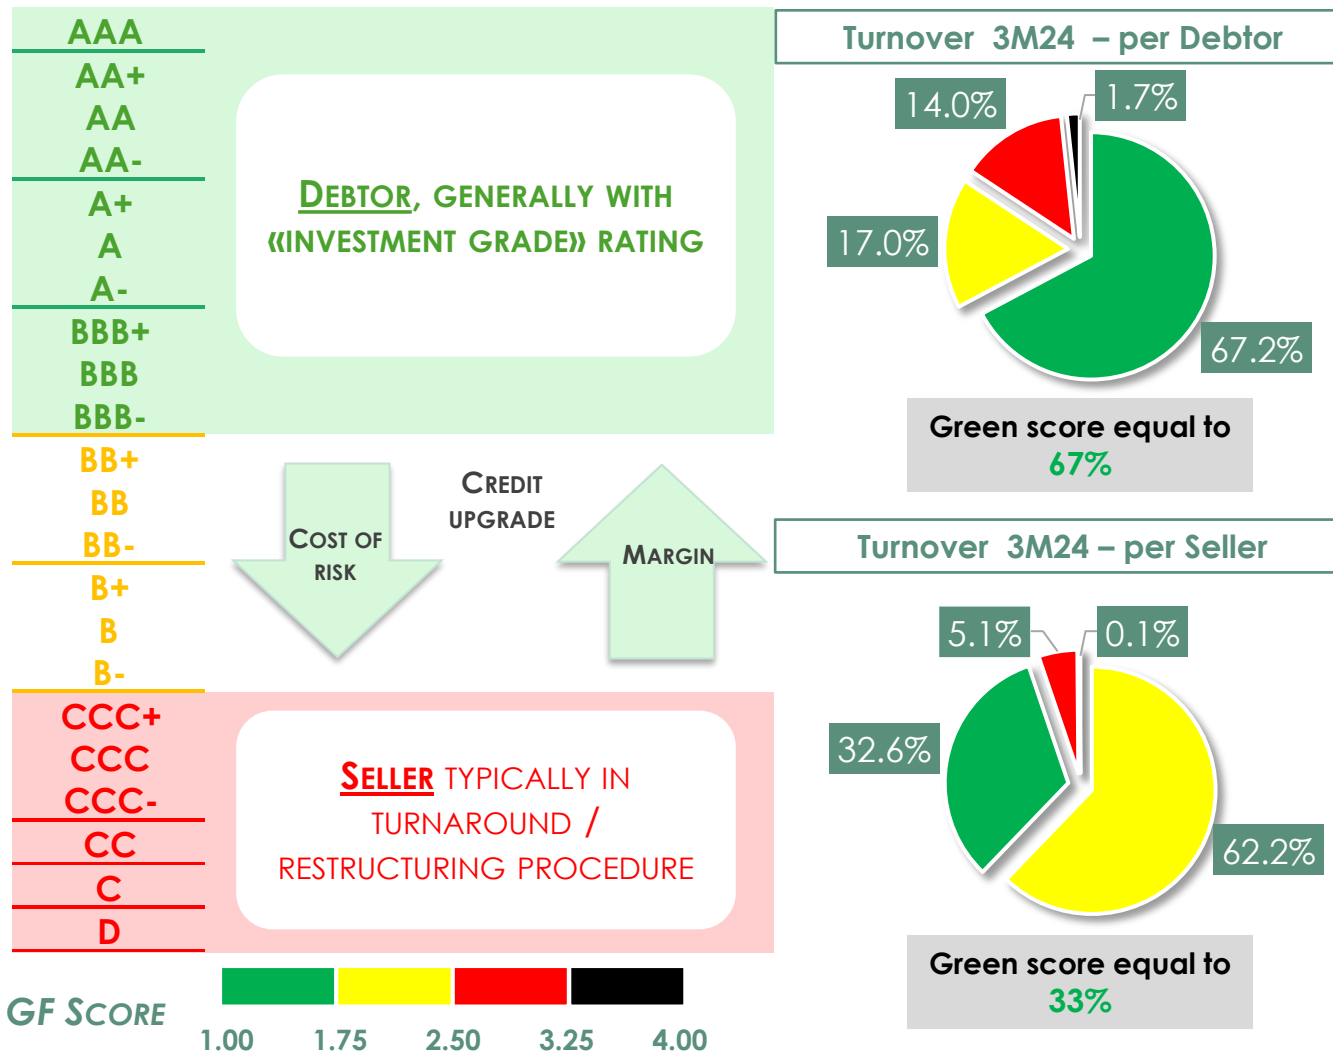 AAA
AA+
AA
AA-
A+
A
A-
BBB+
BBB
BBB-
BB+
BB
BB-
B+
B
B-
CCC+
CCC
CCC-
CC
C
D
DEBTOR, GENERALLY WITH
«INVESTMENT GRADE» RATING
COST OF
RISK
CREDIT
UPGRADE
MARGIN
SELLER TYPICALLY IN
TURNAROUND /
RESTRUCTURING PROCEDURE
GF SCORE
1.00 1.75 2.50 3.25 4.00
Turnover 3M24 – per Debtor
14.0%
1.7%
17.0%
67.2%
Green score equal to
67%
Turnover 3M24 – per Seller
5.1%
0.1%
32.6%
62.2%
Green score equal to
33%